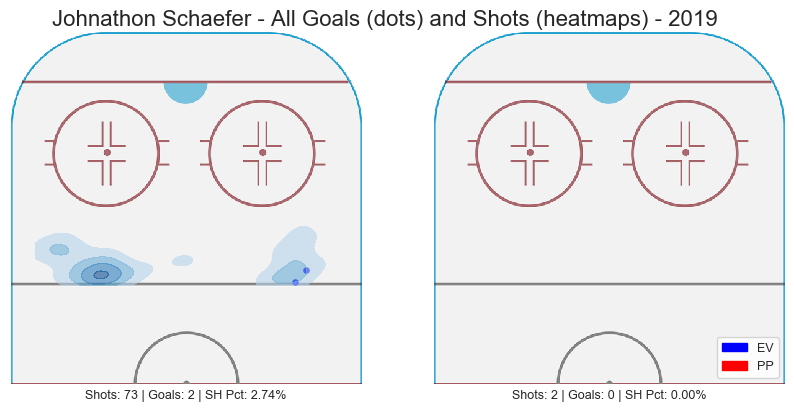 Johnathon Schaefer - All Goals (dots) and Shots (heatmaps) - 2019
EV
PP
Shots: 73 | Goals: 2 | SH Pct: 2.74%
Shots: 2 | Goals: 0 | SH Pct: 0.00%